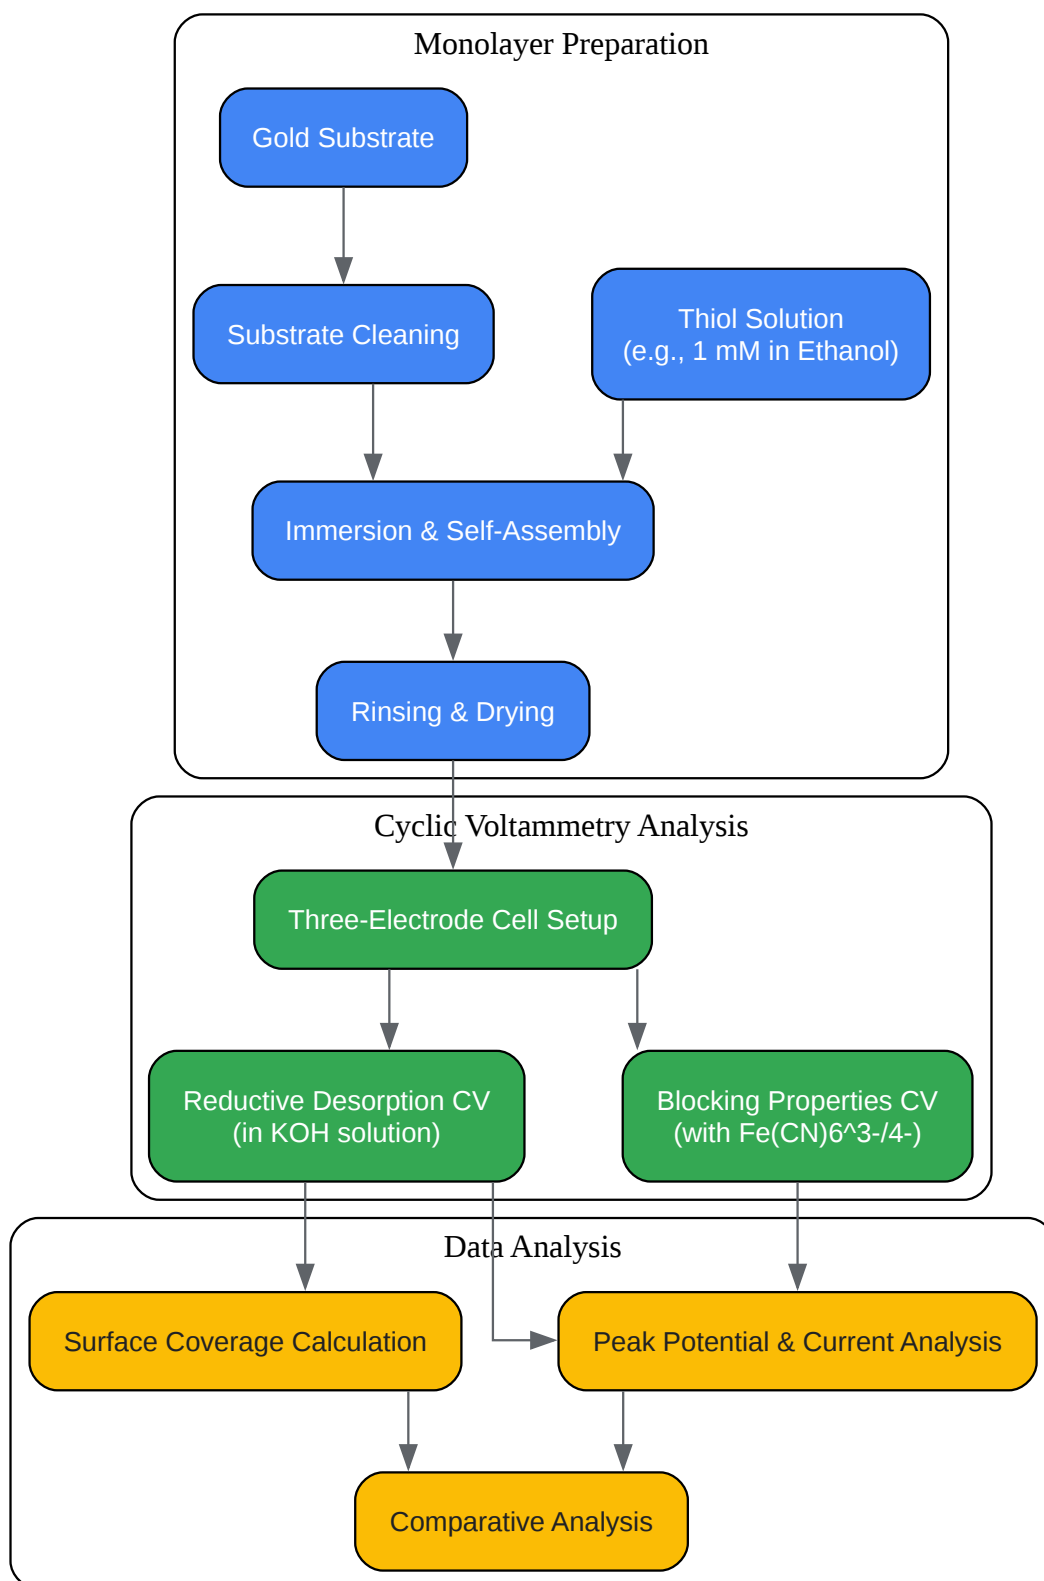 Monolayer Preparation
Gold Substrate
Substrate Cleaning
Thiol Solution
(e.g., 1 mM in Ethanol)
Immersion & Self-Assembly
Rinsing & Drying
Cyclic Voltammetry Analysis
Three-Electrode Cell Setup
Reductive Desorption CV
(in KOH solution)
Blocking Properties CV
(with Fe(CN)6^3-/4-)
Data Analysis
Surface Coverage Calculation
Peak Potential & Current Analysis
Comparative Analysis